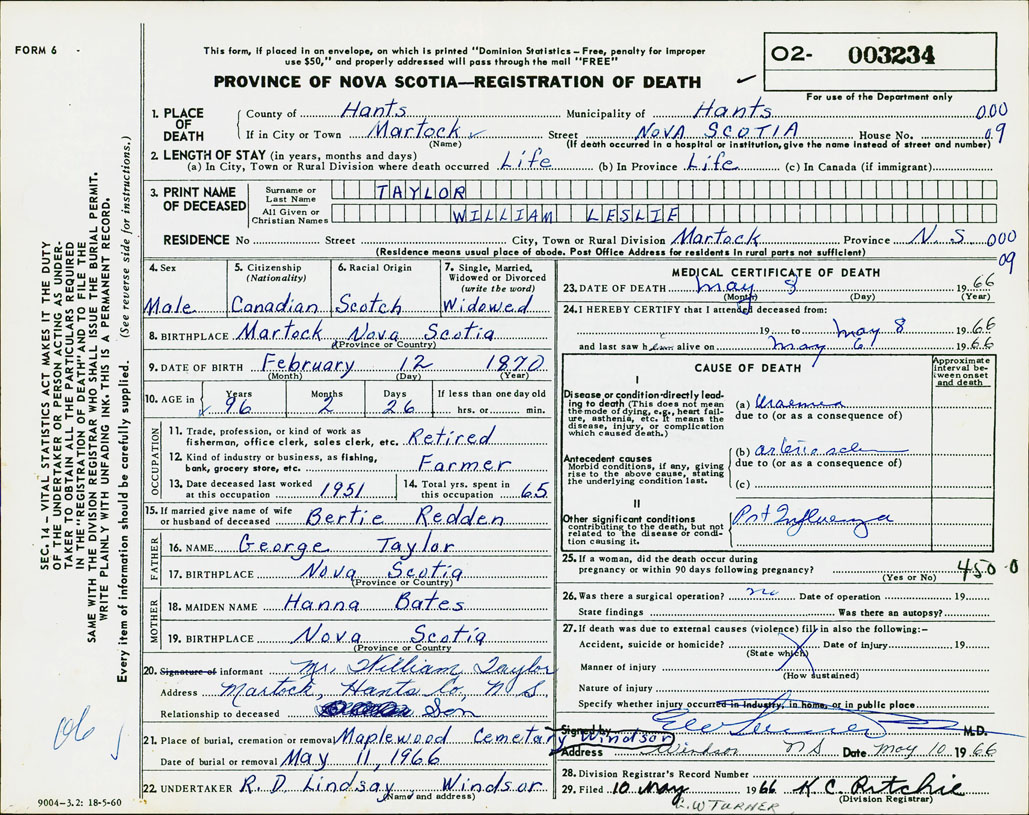 FORM 6
This form, if placed in an envelope, on which is printed "Dominion Statistics – Free, penalty for improper
use $50," and properly addressed will pass through the mail "FREE"
PROVINCE OF NOVA SCOTIA—REGISTRATION OF DEATH
O2- 003234
For use of the Department only
1. PLACE OF DEATH
County of Hants Municipality of Hants 000
If in City or Town Martock Street NOVA SCOTIA House No. 09
(Name) (If death occurred in a hospital or institution, give the name instead of street and number)
2. LENGTH OF STAY (in years, months and days)
(a) In City, Town or Rural Division where death occurred Life (b) In Province Life (c) In Canada (if immigrant)
3. PRINT NAME OF DECEASED
Surname or Last Name TAYLOR
All Given or Christian Names WILLIAM LESLIE
RESIDENCE No Street City, Town or Rural Division Martock Province N.S 000
(Residence means usual place of abode. Post Office Address for residents in rural parts not sufficient) 09
4. Sex Male
5. Citizenship (Nationality) Canadian
6. Racial Origin Scotch
7. Single, Married, Widowed or Divorced (write the word) Widowed
8. BIRTHPLACE Martock Nova Scotia
(Province or Country)
9. DATE OF BIRTH February 12 1870
(Month) (Day) (Year)
10. AGE in Years 96 Months 2 Days 26 If less than one day old hrs. or min.
OCCUPATION
11. Trade, profession, or kind of work as
fisherman, office clerk, sales clerk, etc. Retired
12. Kind of industry or business, as fishing,
bank, grocery store, etc. Farmer
13. Date deceased last worked at this occupation 1951
14. Total yrs. spent in this occupation 65
15. If married give name of wife
or husband of deceased Bertie Redden
FATHER
16. NAME George Taylor
17. BIRTHPLACE Nova Scotia
(Province or Country)
MOTHER
18. MAIDEN NAME Hanna Bates
19. BIRTHPLACE Nova Scotia
(Province or Country)
20. Signature of informant Mr. William Taylor
Address Martock, Hants Co, N S
Relationship to deceased Son
21. Place of burial, cremation or removal Maplewood Cemetary Windsor
Date of burial or removal May 11, 1966
22. UNDERTAKER R. D. Lindsay Windsor
(Name and address)
MEDICAL CERTIFICATE OF DEATH
23. DATE OF DEATH May 8 1966
(Month) (Day) (Year)
24. I HEREBY CERTIFY that I attended deceased from:
19 to May 8 1966
and last saw him alive on May 6 1966
CAUSE OF DEATH
Approximate interval between onset and death
I
Disease or condition directly leading to death (This does not mean
the mode of dying, e.g., heart failure, asthenia, etc. It means the
disease, injury, or complication
which caused death.)
(a) Uraemia
due to (or as a consequence of)
Antecedent causes
Morbid conditions, if any, giving
rise to the above cause, stating
the underlying condition last.
(b)
due to (or as a consequence of)
(c)
II
Other significant conditions
contributing to the death, but not
related to the disease or condition causing it.
Pnt Influenza
25. If a woman, did the death occur during
pregnancy or within 90 days following pregnancy? 450 0
(Yes or No)
26. Was there a surgical operation? no Date of operation 19
State findings Was there an autopsy?
27. If death was due to external causes (violence) fill in also the following:–
Accident, suicide or homicide? Date of injury 19
(State which)
Manner of injury
(How sustained)
Nature of injury
Specify whether injury occurred in industry, in home, or in public place
Signed by M.D.
Address Windsor NS Date May 10 1966
28. Division Registrar's Record Number
29. Filed 10 May 1966 K. C. Ritchie
(Division Registrar)
G.W TURNER
SEC. 14 – VITAL STATISTICS ACT MAKES IT THE DUTY
OF THE UNDERTAKER OR PERSON ACTING AS UNDERTAKER TO OBTAIN ALL THE PARTICULARS REQUIRED
IN THE "REGISTRATION OF DEATH" AND TO FILE THE
SAME WITH THE DIVISION REGISTRAR WHO SHALL ISSUE THE BURIAL PERMIT.
WRITE PLAINLY WITH UNFADING INK. THIS IS A PERMANENT RECORD.
Every item of information should be carefully supplied. (See reverse side for instructions.)
06
9004-3.2: 18-5-60